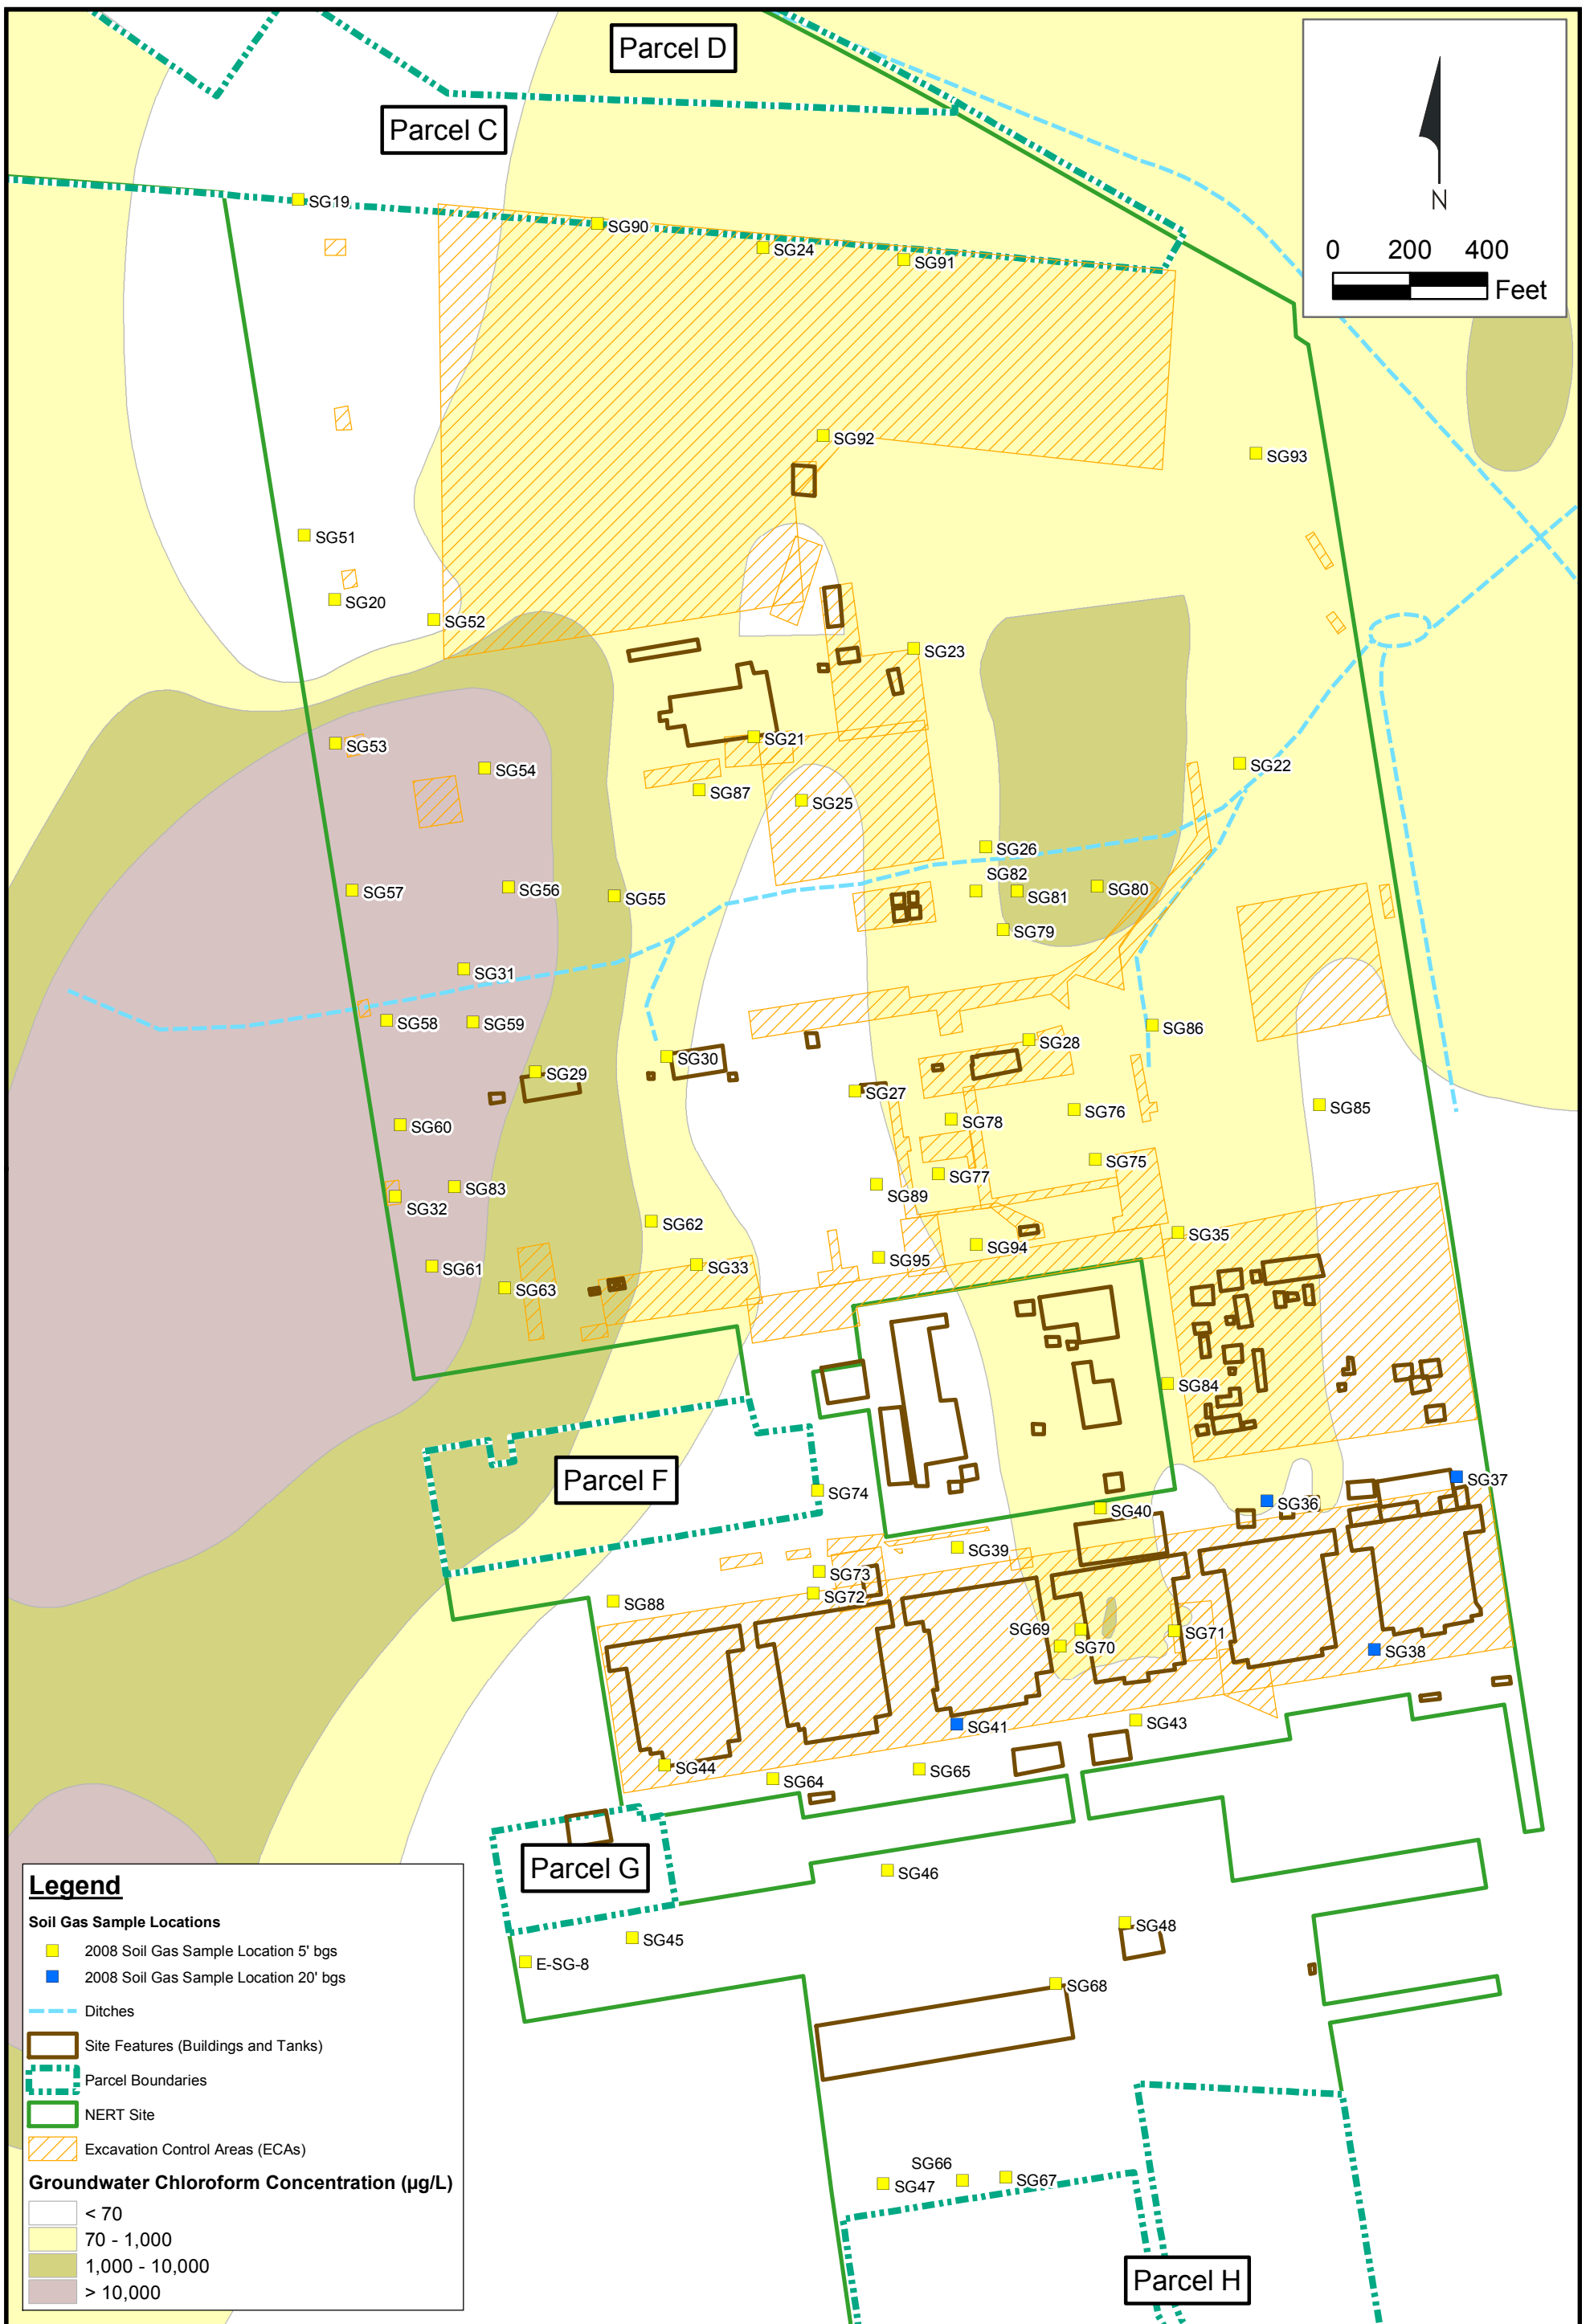 Parcel D
Parcel C
N
0 200 400
Feet
SG19
SG90
SG24
SG91
SG92
SG93
SG51
SG20
SG52
SG23
SG21
SG53
SG54
SG22
SG87
SG25
SG26
SG82
SG57
SG56
SG55
SG81
SG80
SG79
SG31
SG58
SG59
SG86
SG28
SG30
SG29
SG27
SG76
SG85
SG60
SG78
SG75
SG77
SG83
SG89
SG32
SG62
SG35
SG94
SG95
SG33
SG61
SG63
SG84
Parcel F
SG74
SG37
SG36
SG40
SG39
SG73
SG72
SG88
SG69
SG70
SG71
SG38
SG41
SG43
SG44
SG64
SG65
Parcel G
SG46
SG48
SG45
E-SG-8
SG68
SG66
SG47
SG67
Parcel H
Legend
Soil Gas Sample Locations
2008 Soil Gas Sample Location 5' bgs
2008 Soil Gas Sample Location 20' bgs
Ditches
Site Features (Buildings and Tanks)
Parcel Boundaries
NERT Site
Excavation Control Areas (ECAs)
Groundwater Chloroform Concentration (µg/L)
< 70
70 - 1,000
1,000 - 10,000
> 10,000